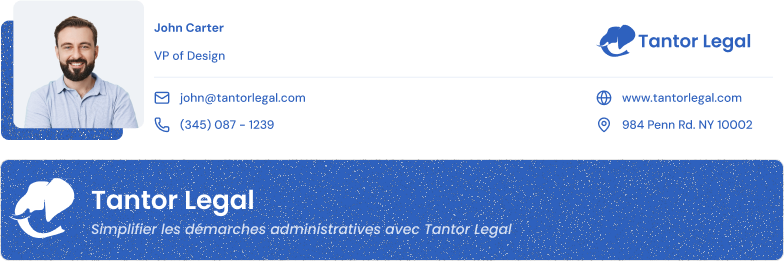 John Carter
VP of Design
Tantor Legal
john@tantorlegal.com
www.tantorlegal.com
(345) 087 - 1239
984 Penn Rd. NY 10002
Tantor Legal
Simplifier les démarches administratives avec Tantor Legal